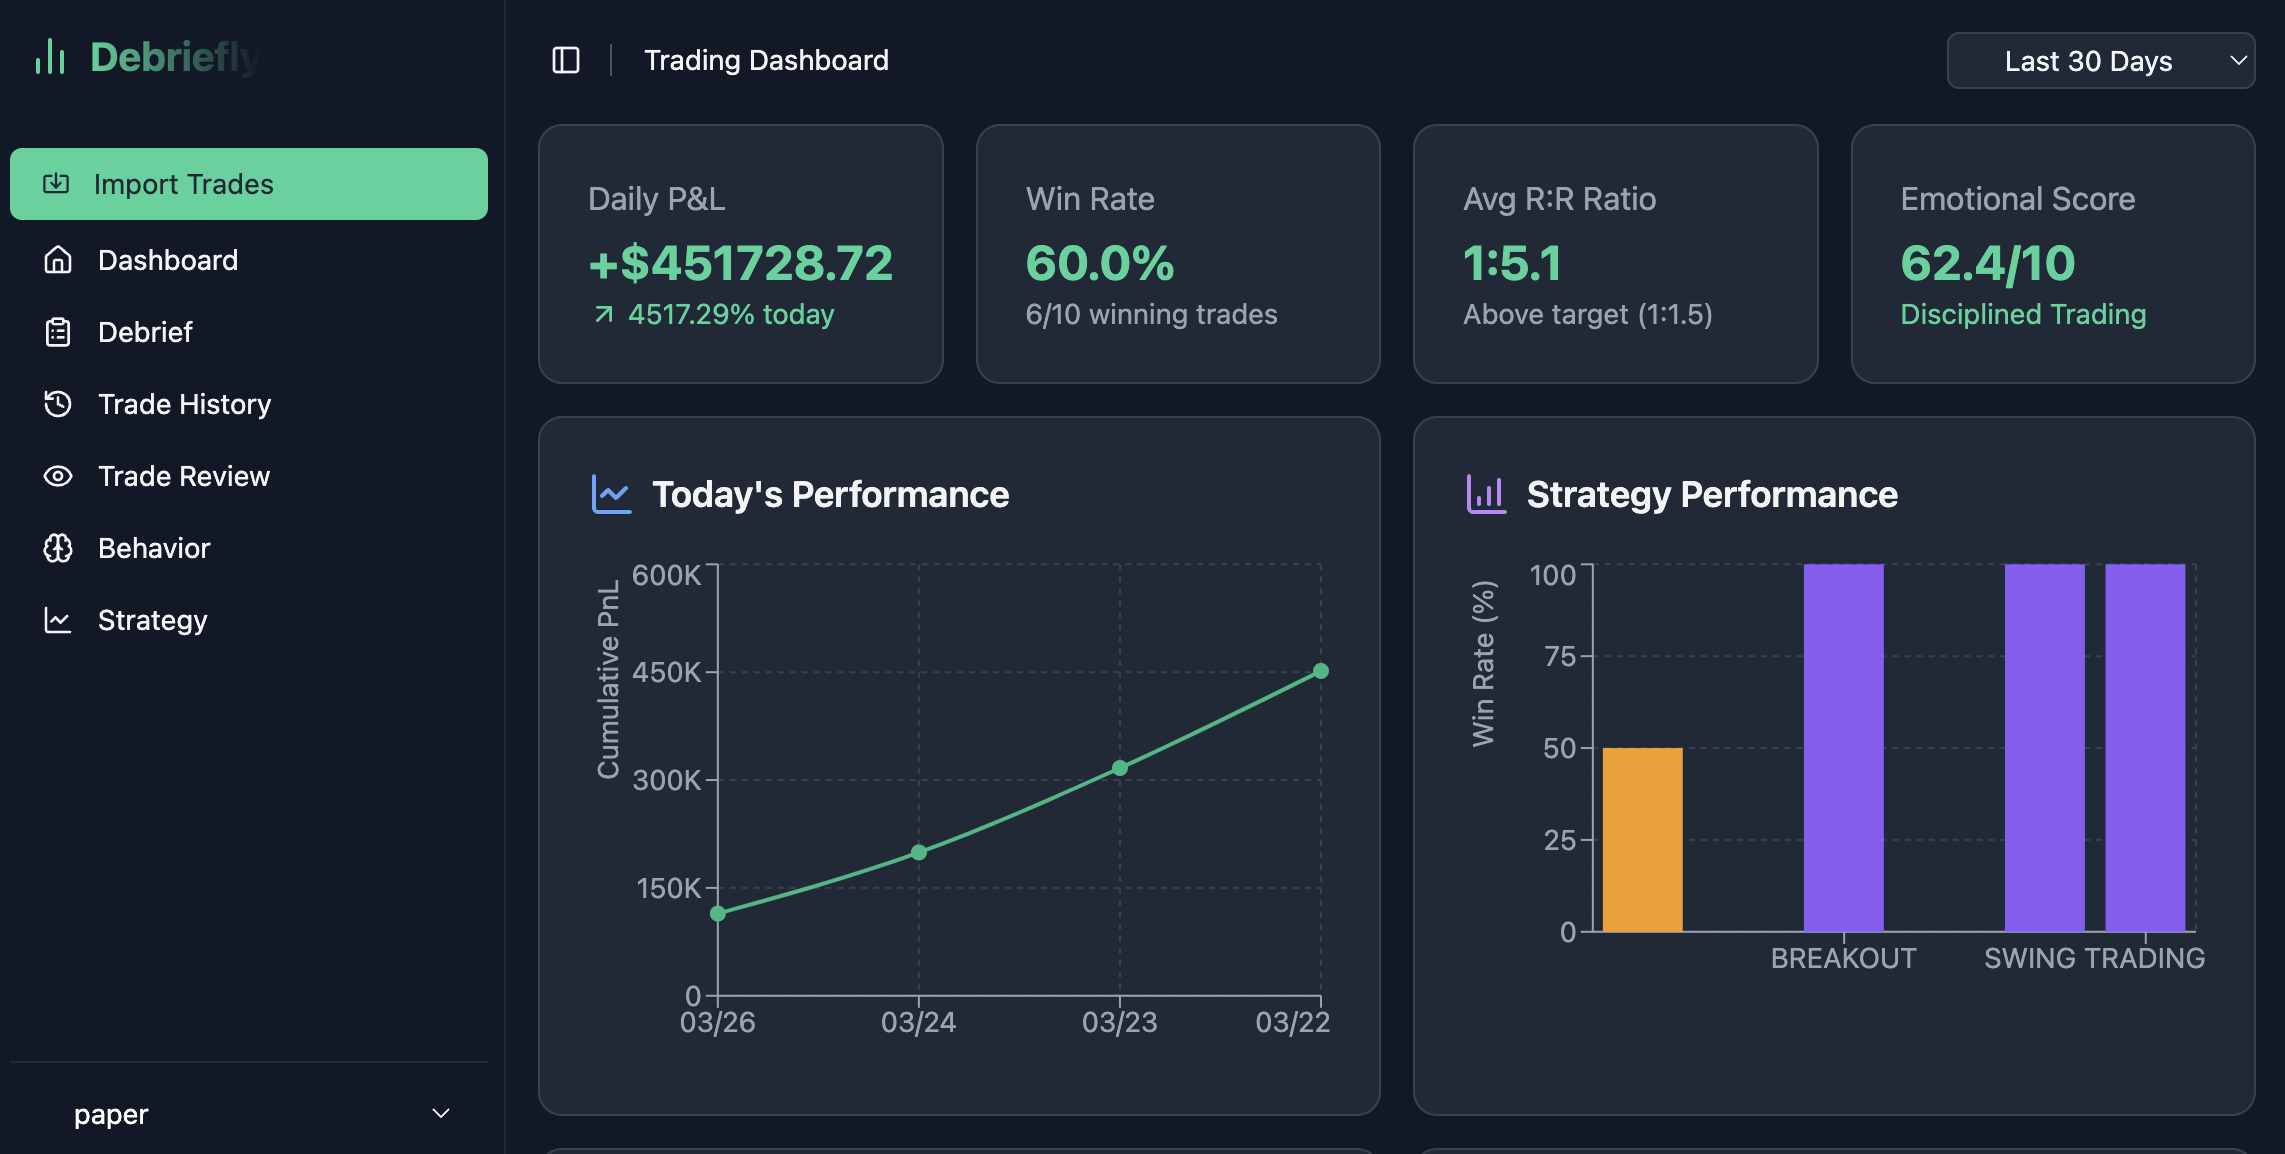 Debriefly
Import Trades
Dashboard
Debrief
Trade History
Trade Review
Behavior
Strategy
paper
Trading Dashboard
Last 30 Days
Daily P&L
+$451728.72
4517.29% today
Win Rate
60.0%
6/10 winning trades
Avg R:R Ratio
1:5.1
Above target (1:1.5)
Emotional Score
62.4/10
Disciplined Trading
Today's Performance
Cumulative PnL
600K
450K
300K
150K
0
03/26 03/24 03/23 03/22
Strategy Performance
Win Rate (%)
100
75
50
25
0
BREAKOUT SWING TRADING